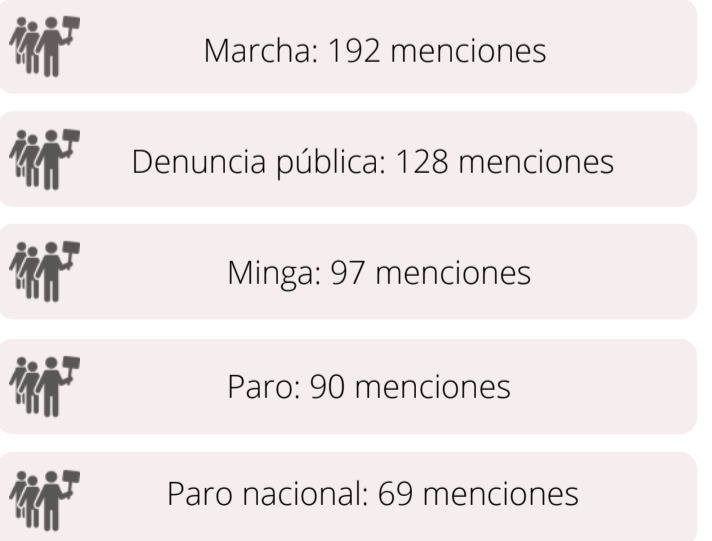 Marcha: 192 menciones
Denuncia pública: 128 menciones
Minga: 97 menciones
Paro: 90 menciones
Paro nacional: 69 menciones